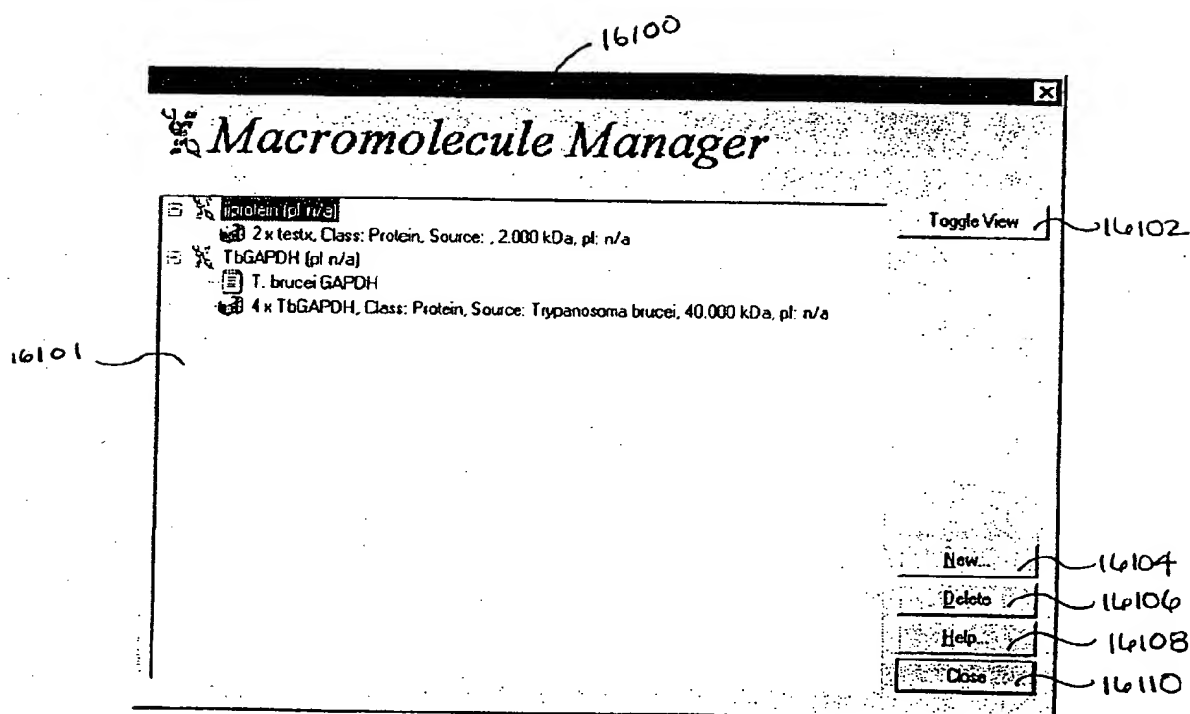 16100
Macromolecule Manager
(pI n/a)
2 x testx, Class: Protein, Source: , 2.000 kDa, pI: n/a
Toggle View
16102
TbGAPDH (pI n/a)
T. brucei GAPDH
4 x TbGAPDH, Class: Protein, Source: Trypanosoma brucei, 40.000 kDa, pI: n/a
16101
New...
16104
Delete
16106
Help...
16108
Close
16110